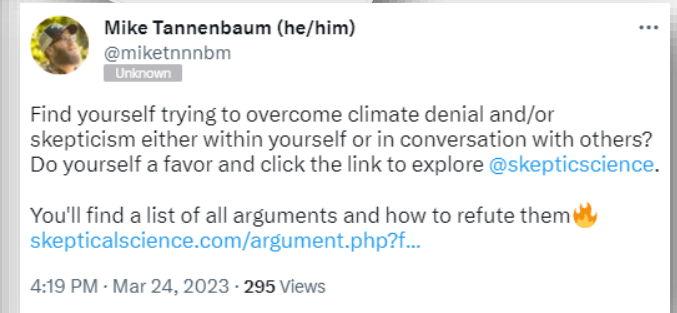 Mike Tannenbaum (he/him)
@miketnnnbm
Unknown
Find yourself trying to overcome climate denial and/or
skepticism either within yourself or in conversation with others?
Do yourself a favor and click the link to explore @skepticscience.
You'll find a list of all arguments and how to refute them🔥
skepticalscience.com/argument.php?f...
4:19 PM · Mar 24, 2023 · 295 Views